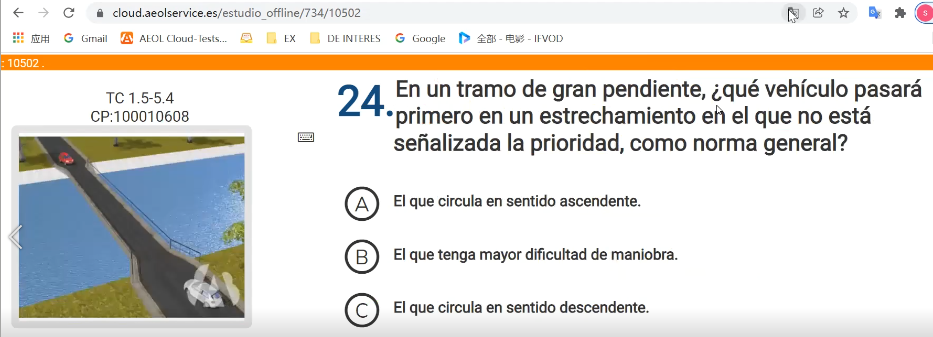 cloud.aeolservice.es/estudio_offline/734/10502
应用 Gmail AEOL Cloud-Tests... EX DE INTERES Google 全部 - 电影 - IFVOD
: 10502 .
TC 1.5-5.4
CP:100010608
24. En un tramo de gran pendiente, ¿qué vehículo pasará
primero en un estrechamiento en el que no está
señalizada la prioridad, como norma general?
A El que circula en sentido ascendente.
B El que tenga mayor dificultad de maniobra.
C El que circula en sentido descendente.